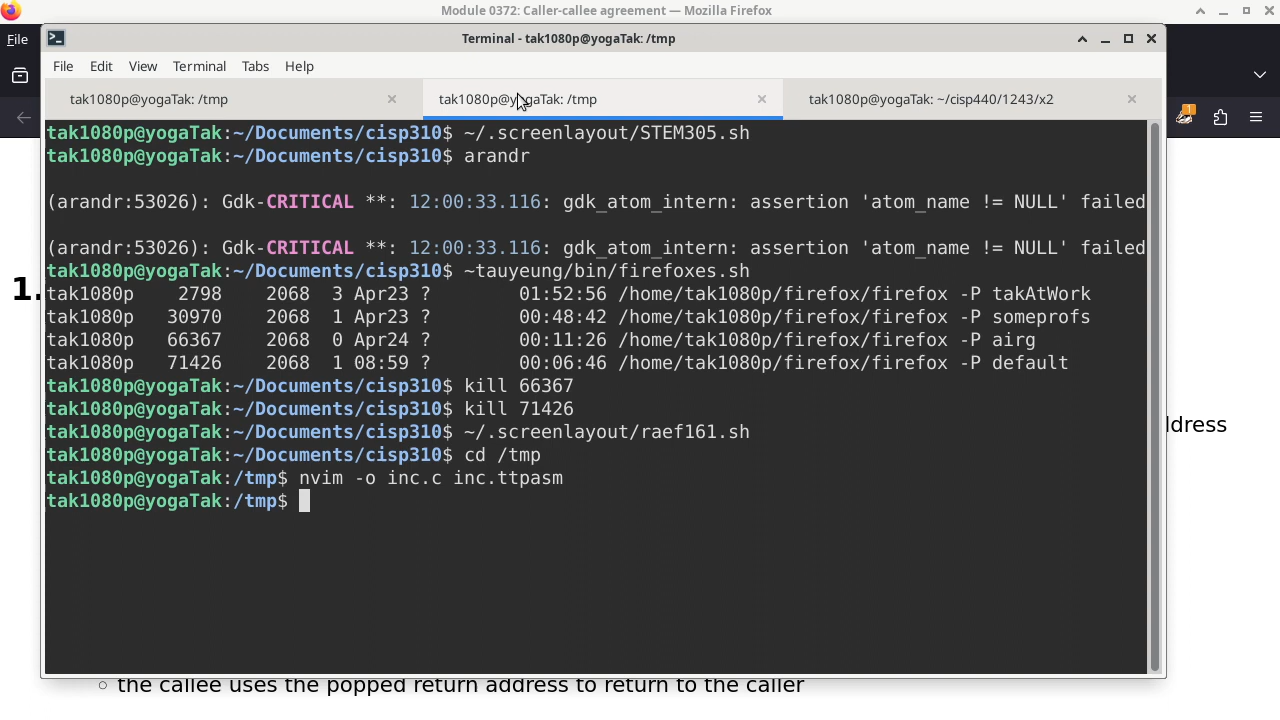 Module 0372: Caller-callee agreement — Mozilla Firefox
File
Terminal - tak1080p@yogaTak: /tmp
File Edit View Terminal Tabs Help
tak1080p@yogaTak: /tmp
tak1080p@yogaTak: /tmp
tak1080p@yogaTak: ~/cisp440/1243/x2
tak1080p@yogaTak:~/Documents/cisp310$ ~/.screenlayout/STEM305.sh
tak1080p@yogaTak:~/Documents/cisp310$ arandr
(arandr:53026): Gdk-CRITICAL **: 12:00:33.116: gdk_atom_intern: assertion 'atom_name != NULL' failed
(arandr:53026): Gdk-CRITICAL **: 12:00:33.116: gdk_atom_intern: assertion 'atom_name != NULL' failed
tak1080p@yogaTak:~/Documents/cisp310$ ~tauyeung/bin/firefoxes.sh
tak1080p 2798 2068 3 Apr23 ? 01:52:56 /home/tak1080p/firefox/firefox -P takAtWork
tak1080p 30970 2068 1 Apr23 ? 00:48:42 /home/tak1080p/firefox/firefox -P someprofs
tak1080p 66367 2068 0 Apr24 ? 00:11:26 /home/tak1080p/firefox/firefox -P airg
tak1080p 71426 2068 1 08:59 ? 00:06:46 /home/tak1080p/firefox/firefox -P default
tak1080p@yogaTak:~/Documents/cisp310$ kill 66367
tak1080p@yogaTak:~/Documents/cisp310$ kill 71426
tak1080p@yogaTak:~/Documents/cisp310$ ~/.screenlayout/raef161.sh
tak1080p@yogaTak:~/Documents/cisp310$ cd /tmp
tak1080p@yogaTak:/tmp$ nvim -o inc.c inc.ttpasm
tak1080p@yogaTak:/tmp$
1.
ldress
the callee uses the popped return address to return to the caller
1